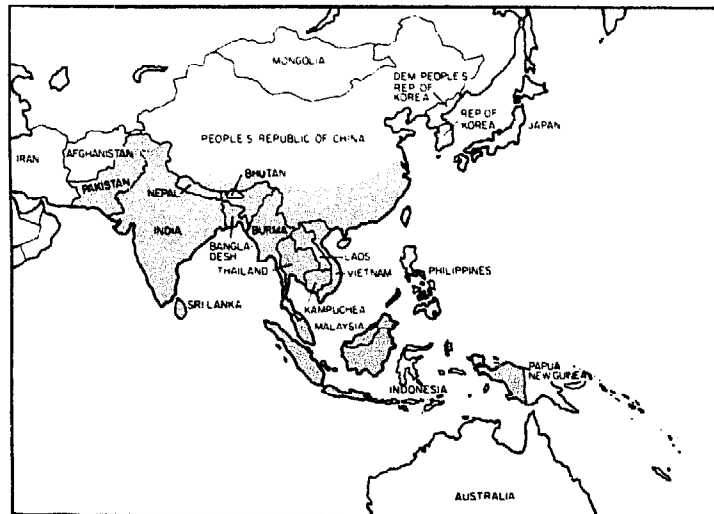 MONGOLIA
DEM PEOPLE'S
REP OF
KOREA
REP OF
KOREA
JAPAN
PEOPLE'S REPUBLIC OF CHINA
IRAN
AFGHANISTAN
PAKISTAN
NEPAL
BHUTAN
INDIA
BURMA
BANGLA-
DESH
LAOS
THAILAND
VIETNAM
PHILIPPINES
SRI LANKA
KAMPUCHEA
MALAYSIA
PAPUA
NEW GUINEA
INDONESIA
AUSTRALIA